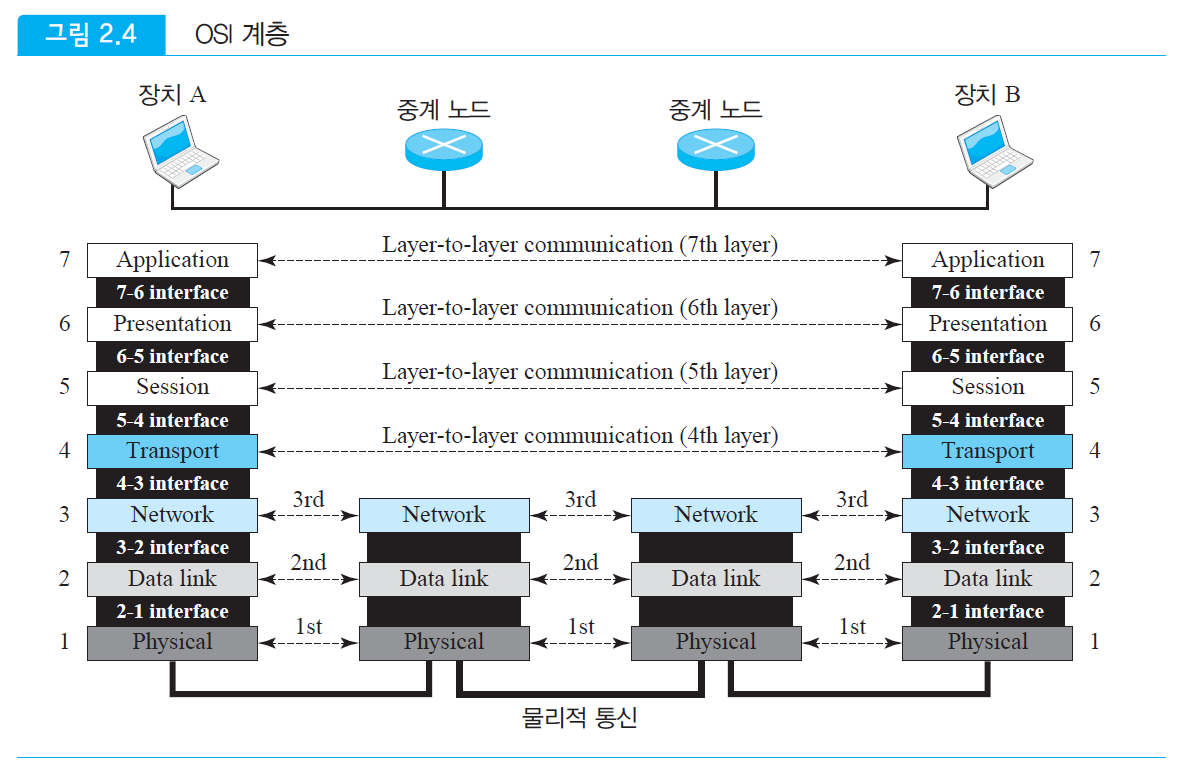 그림 2.4 OSI 계층
장치 A
중계 노드
중계 노드
장치 B
7 Application Layer-to-layer communication (7th layer) Application 7
7-6 interface 7-6 interface
6 Presentation Layer-to-layer communication (6th layer) Presentation 6
6-5 interface 6-5 interface
5 Session Layer-to-layer communication (5th layer) Session 5
5-4 interface 5-4 interface
4 Transport Layer-to-layer communication (4th layer) Transport 4
4-3 interface 4-3 interface
3 Network 3rd Network 3rd Network 3rd Network 3
3-2 interface 3-2 interface
2 Data link 2nd Data link 2nd Data link 2nd Data link 2
2-1 interface 2-1 interface
1 Physical 1st Physical 1st Physical 1st Physical 1
물리적 통신